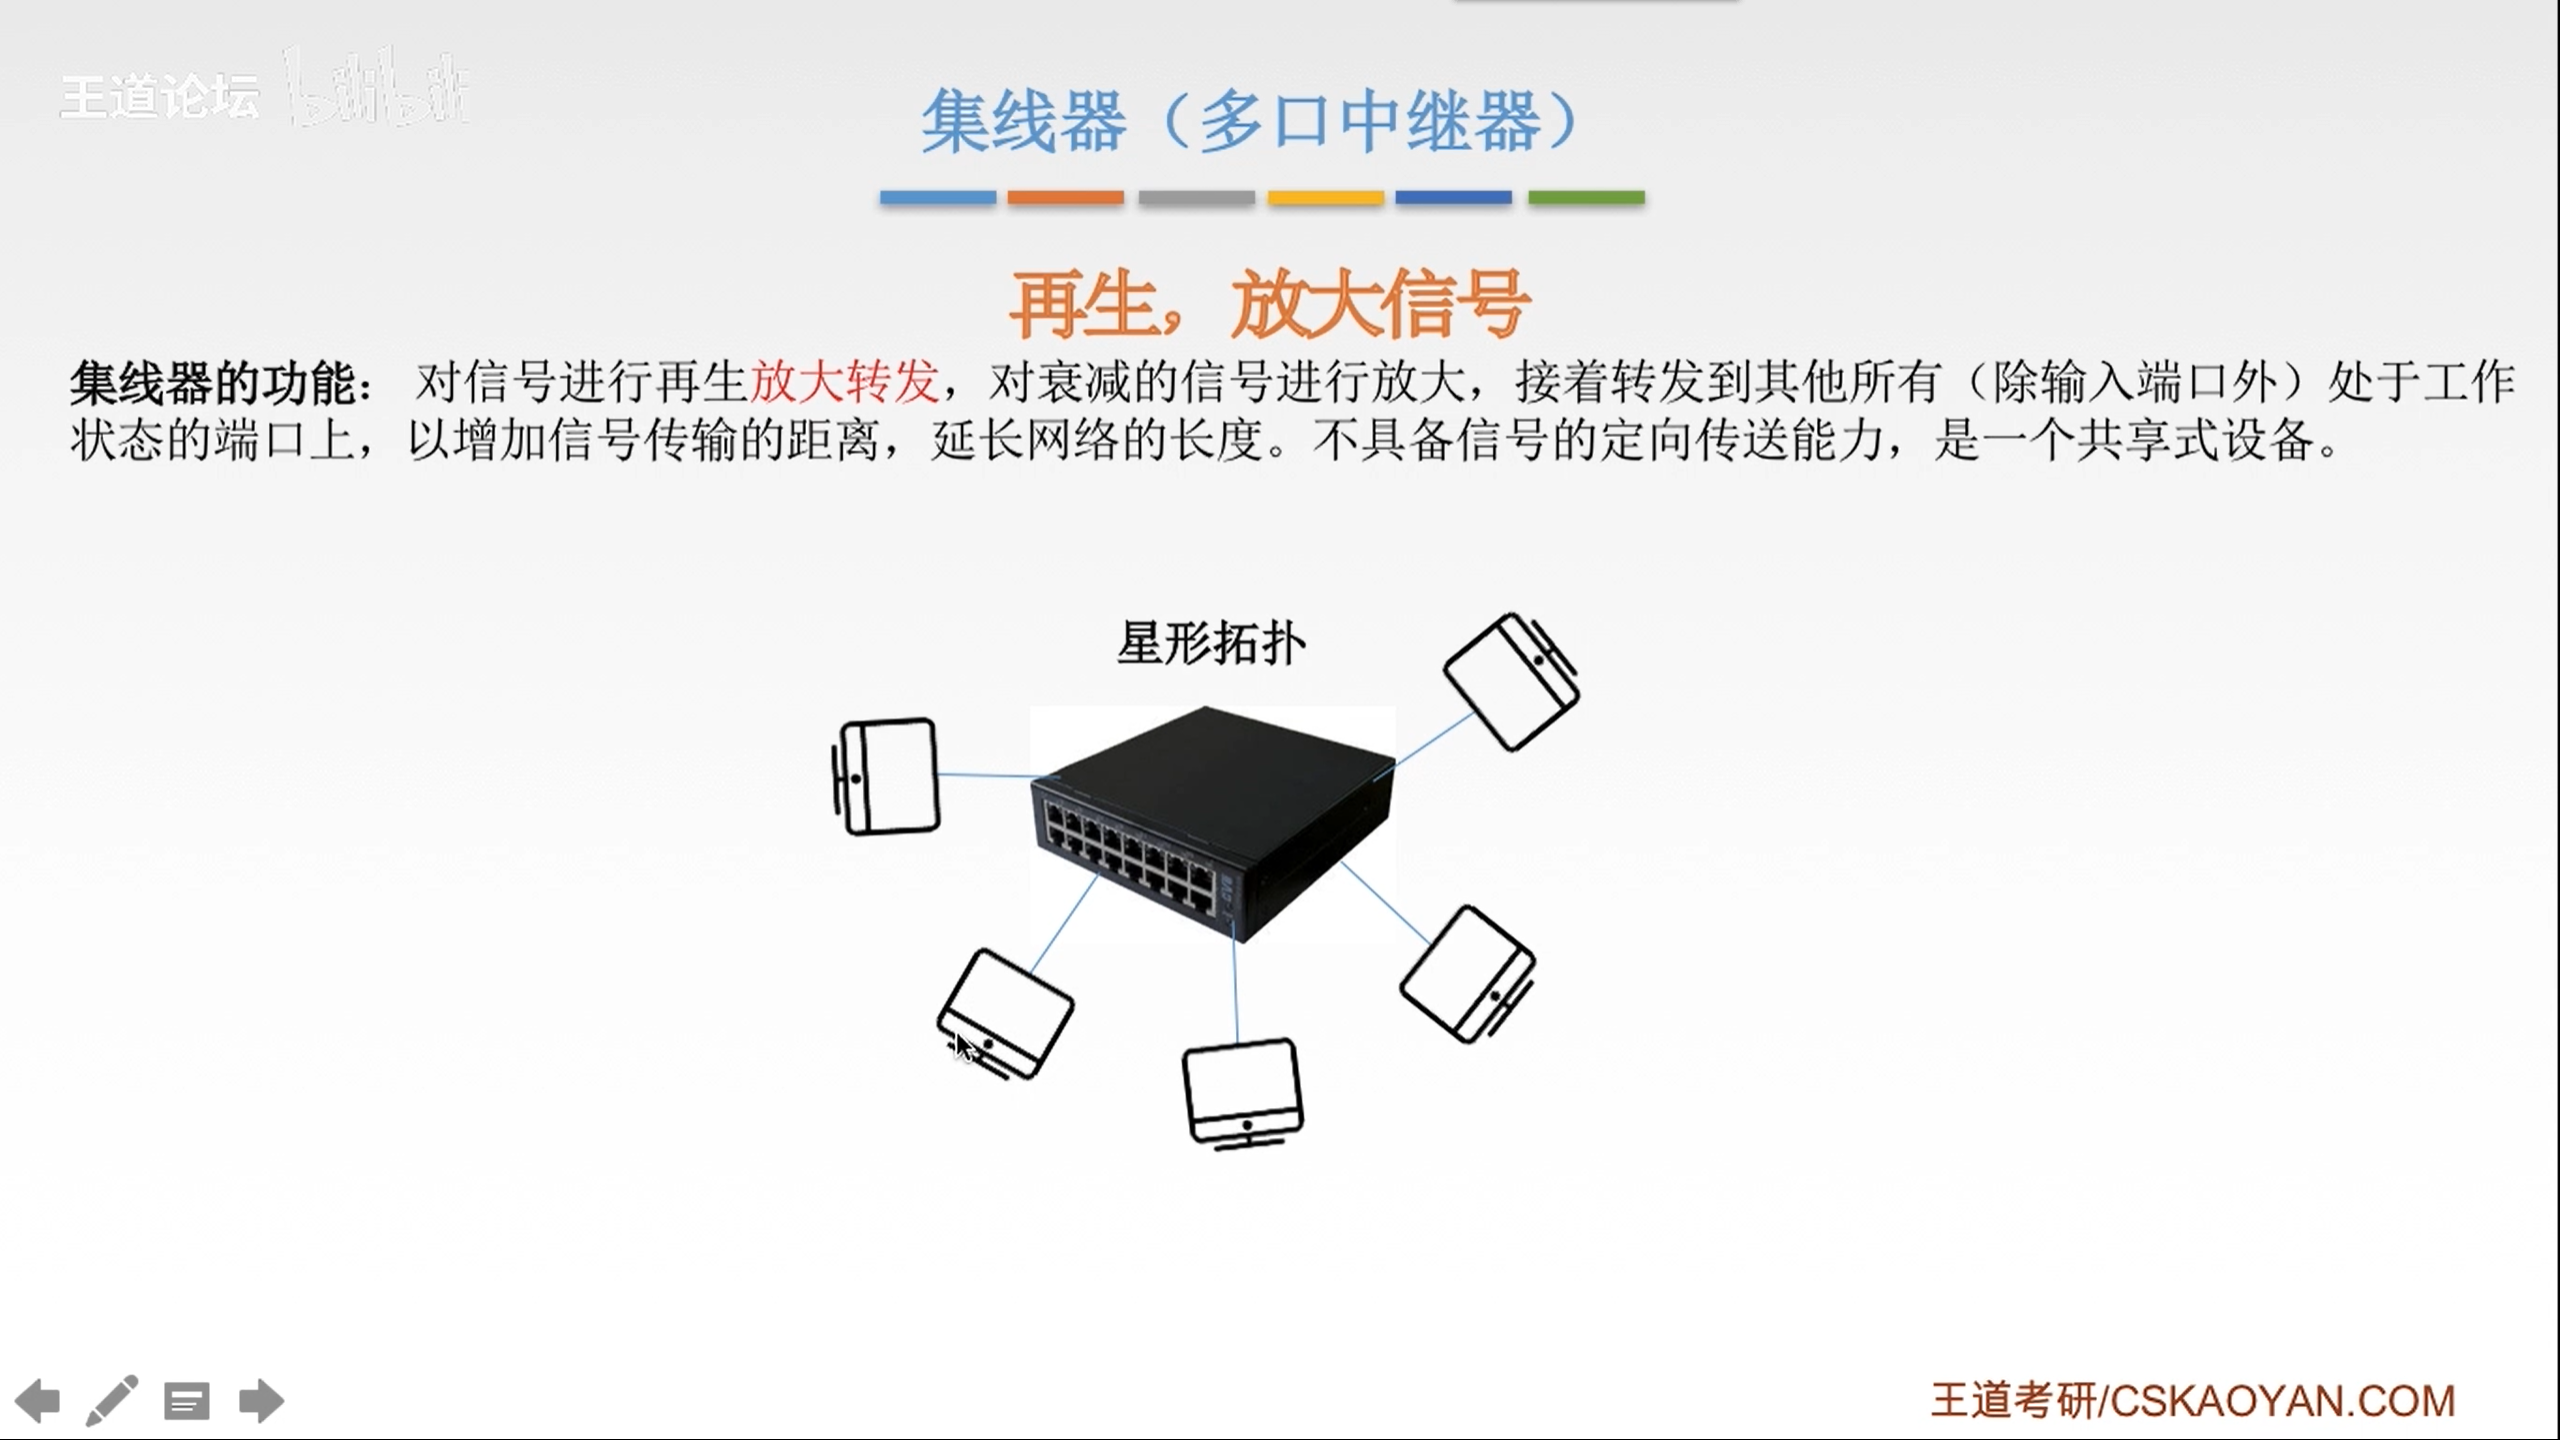 王道论坛 bilibili
集线器（多口中继器）
再生，放大信号
集线器的功能： 对信号进行再生放大转发，对衰减的信号进行放大，接着转发到其他所有（除输入端口外）处于工作
状态的端口上，以增加信号传输的距离，延长网络的长度。不具备信号的定向传送能力，是一个共享式设备。
星形拓扑
王道考研/CSKAOYAN.COM